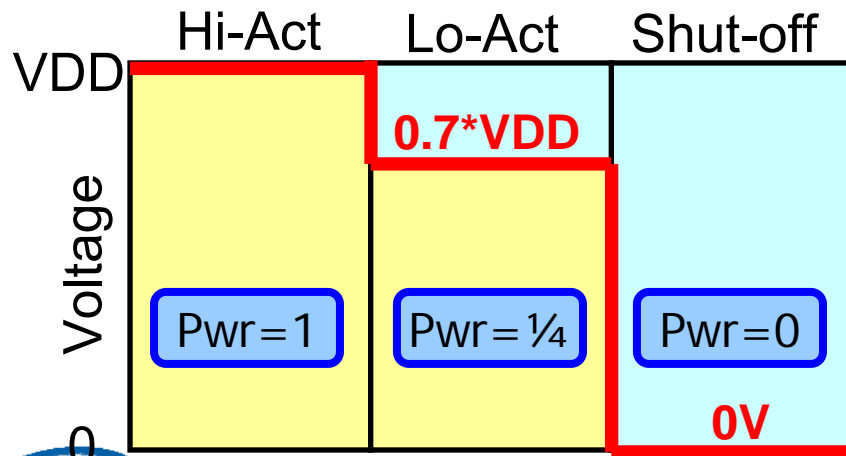 Hi-Act Lo-Act Shut-off
VDD
0.7*VDD
Voltage
Pwr=1 Pwr=¼ Pwr=0
0V
0